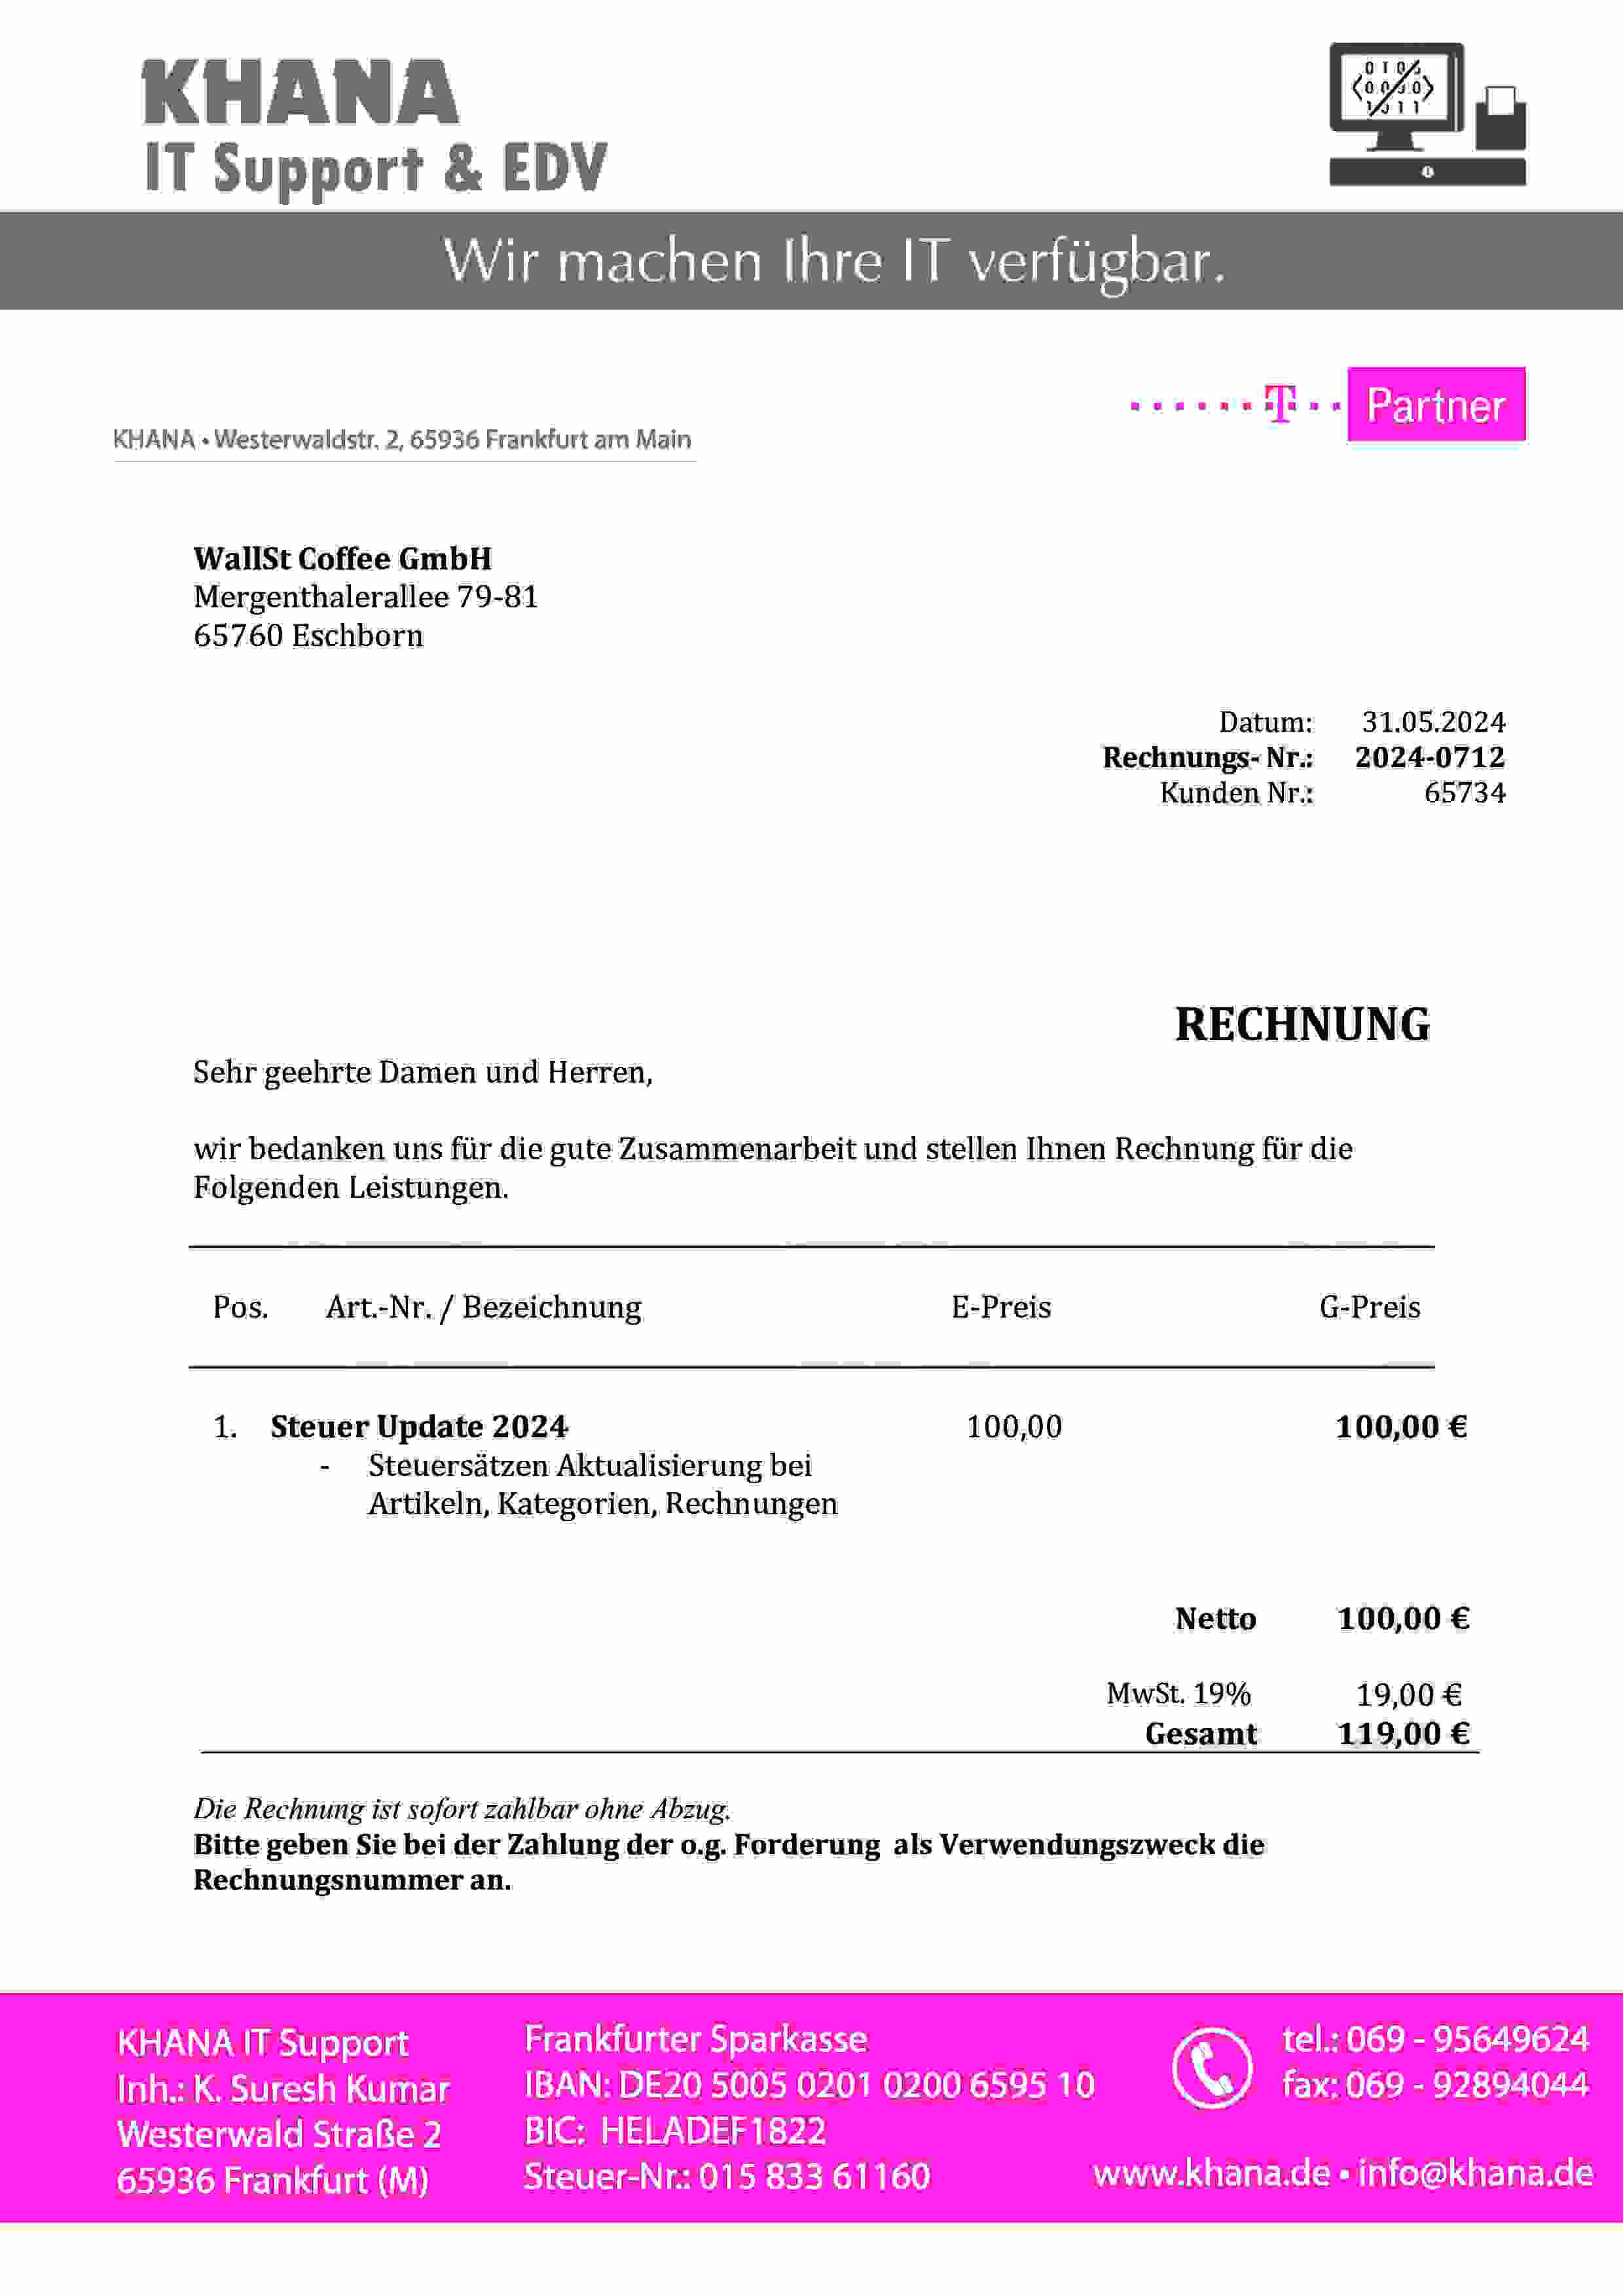 KHANA
IT Support & EDV
Wir machen Ihre IT verfügbar.
T Partner
KHANA • Westerwaldstr. 2, 65936 Frankfurt am Main
WallSt Coffee GmbH
Mergenthalerallee 79-81
65760 Eschborn
Datum: 31.05.2024
Rechnungs- Nr.: 2024-0712
Kunden Nr.: 65734
RECHNUNG
Sehr geehrte Damen und Herren,
wir bedanken uns für die gute Zusammenarbeit und stellen Ihnen Rechnung für die
Folgenden Leistungen.
Pos. Art.-Nr. / Bezeichnung E-Preis G-Preis
1. Steuer Update 2024 100,00 100,00 €
- Steuersätzen Aktualisierung bei
Artikeln, Kategorien, Rechnungen
Netto 100,00 €
MwSt. 19% 19,00 €
Gesamt 119,00 €
Die Rechnung ist sofort zahlbar ohne Abzug.
Bitte geben Sie bei der Zahlung der o.g. Forderung als Verwendungszweck die
Rechnungsnummer an.
KHANA IT Support
Inh.: K. Suresh Kumar
Westerwald Straße 2
65936 Frankfurt (M)
Frankfurter Sparkasse
IBAN: DE20 5005 0201 0200 6595 10
BIC: HELADEF1822
Steuer-Nr.: 015 833 61160
tel.: 069 - 95649624
fax: 069 - 92894044
www.khana.de • info@khana.de